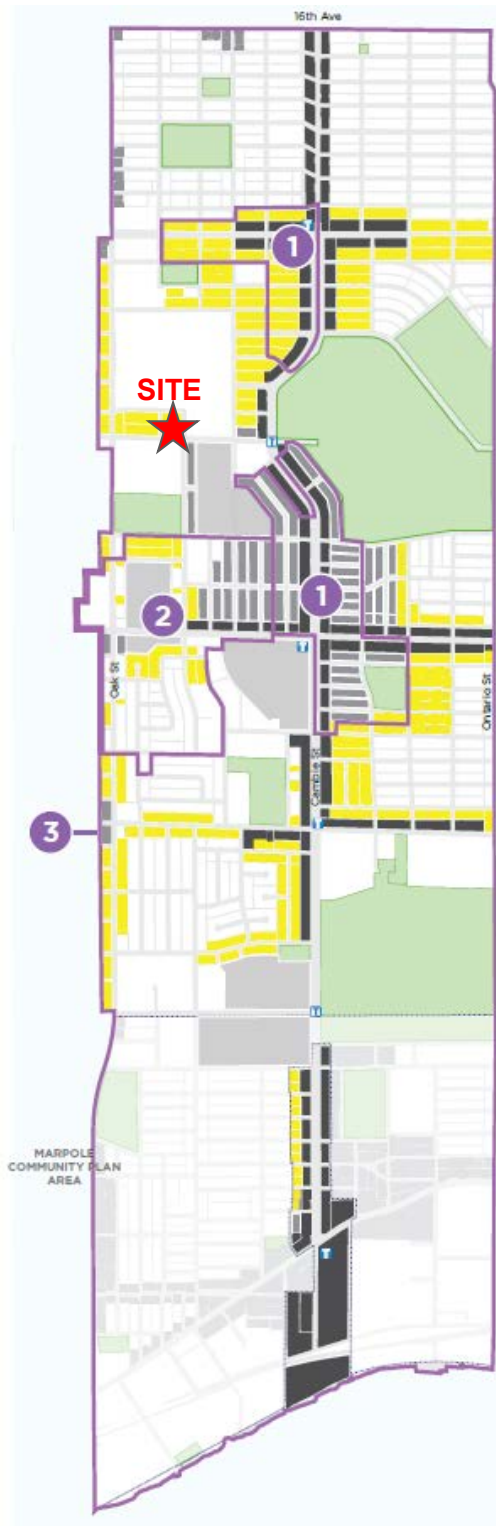 16th Ave
1
SITE
1
2
Oak St
Ontario St
Cambie St
3
MARPOLE
COMMUNITY PLAN
AREA